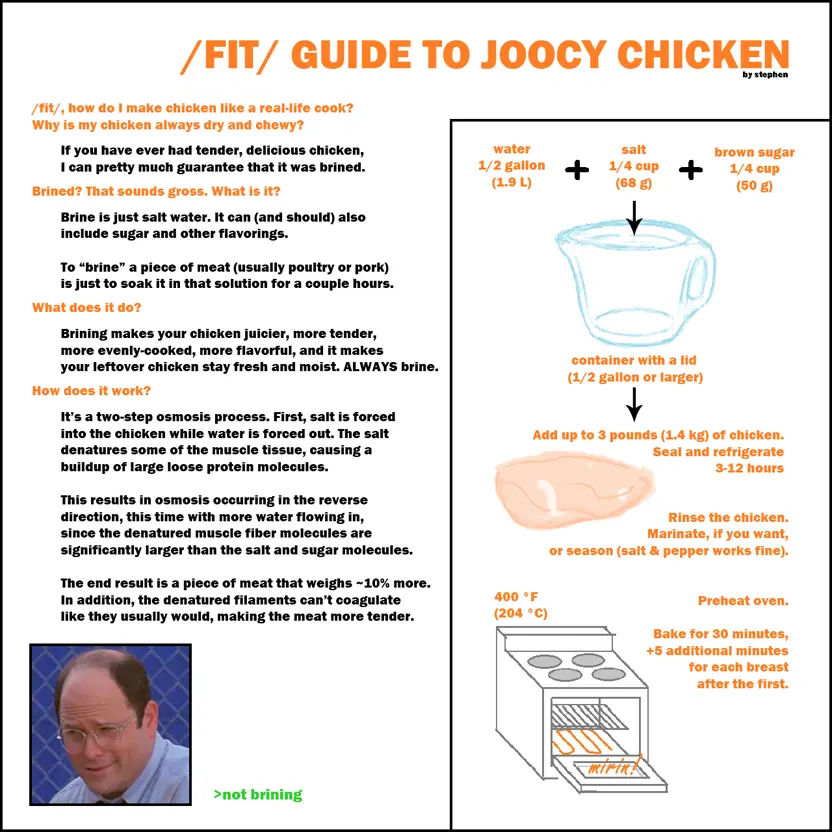 /FIT/ GUIDE TO JOOCY CHICKEN
by stephen
/fit/, how do I make chicken like a real-life cook?
Why is my chicken always dry and chewy?
If you have ever had tender, delicious chicken,
I can pretty much guarantee that it was brined.
Brined? That sounds gross. What is it?
Brine is just salt water. It can (and should) also
include sugar and other flavorings.
To “brine” a piece of meat (usually poultry or pork)
is just to soak it in that solution for a couple hours.
What does it do?
Brining makes your chicken juicier, more tender,
more evenly-cooked, more flavorful, and it makes
your leftover chicken stay fresh and moist. ALWAYS brine.
How does it work?
It’s a two-step osmosis process. First, salt is forced
into the chicken while water is forced out. The salt
denatures some of the muscle tissue, causing a
buildup of large loose protein molecules.
This results in osmosis occurring in the reverse
direction, this time with more water flowing in,
since the denatured muscle fiber molecules are
significantly larger than the salt and sugar molecules.
The end result is a piece of meat that weighs ~10% more.
In addition, the denatured filaments can’t coagulate
like they usually would, making the meat more tender.
>not brining
water
1/2 gallon
(1.9 L)
+
salt
1/4 cup
(68 g)
+
brown sugar
1/4 cup
(50 g)
container with a lid
(1/2 gallon or larger)
Add up to 3 pounds (1.4 kg) of chicken.
Seal and refrigerate
3-12 hours
Rinse the chicken.
Marinate, if you want,
or season (salt & pepper works fine).
400 °F
(204 °C)
Preheat oven.
Bake for 30 minutes,
+5 additional minutes
for each breast
after the first.
mirin!